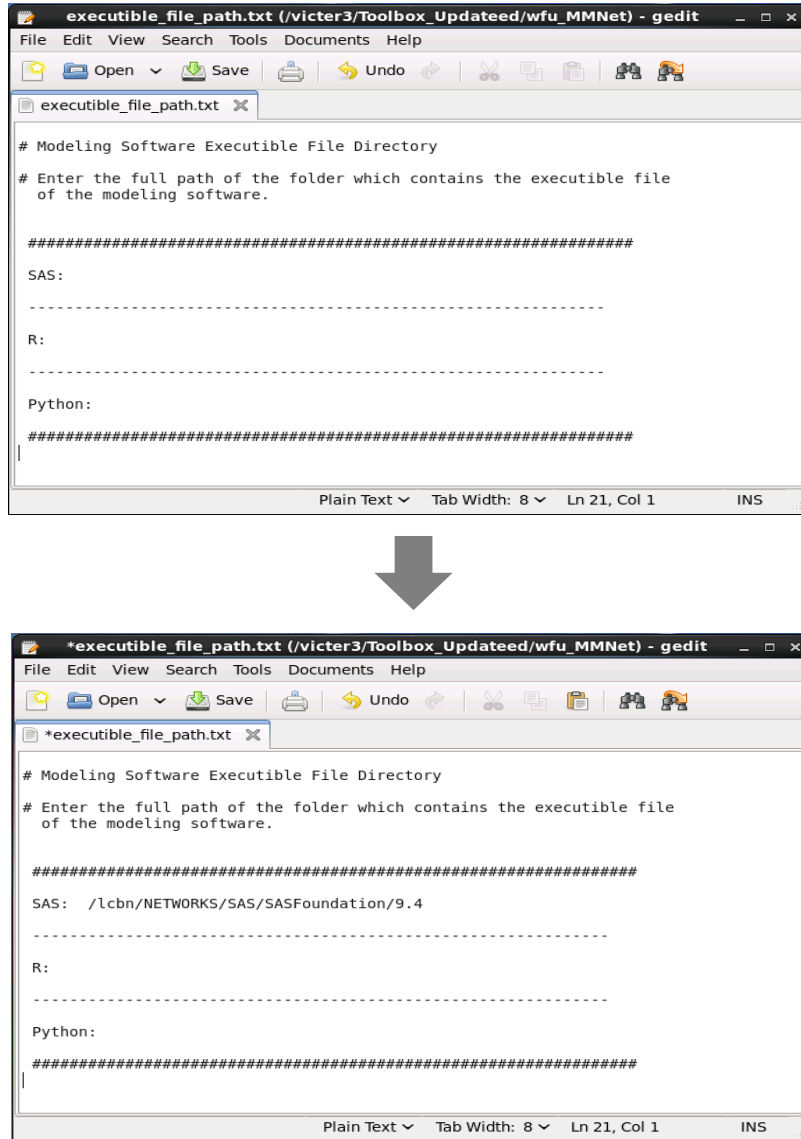 executible_file_path.txt (/victer3/Toolbox_Updateed/wfu_MMNet) - gedit
File Edit View Search Tools Documents Help
Open Save Undo
executible_file_path.txt
# Modeling Software Executible File Directory
# Enter the full path of the folder which contains the executible file
of the modeling software.
#################################################################
SAS:
--------------------------------------------------------------
R:
--------------------------------------------------------------
Python:
#################################################################
Plain Text Tab Width: 8 Ln 21, Col 1 INS
*executible_file_path.txt (/victer3/Toolbox_Updateed/wfu_MMNet) - gedit
File Edit View Search Tools Documents Help
Open Save Undo
*executible_file_path.txt
# Modeling Software Executible File Directory
# Enter the full path of the folder which contains the executible file
of the modeling software.
#################################################################
SAS: /lcbn/NETWORKS/SAS/SASFoundation/9.4
--------------------------------------------------------------
R:
--------------------------------------------------------------
Python:
#################################################################
Plain Text Tab Width: 8 Ln 21, Col 1 INS